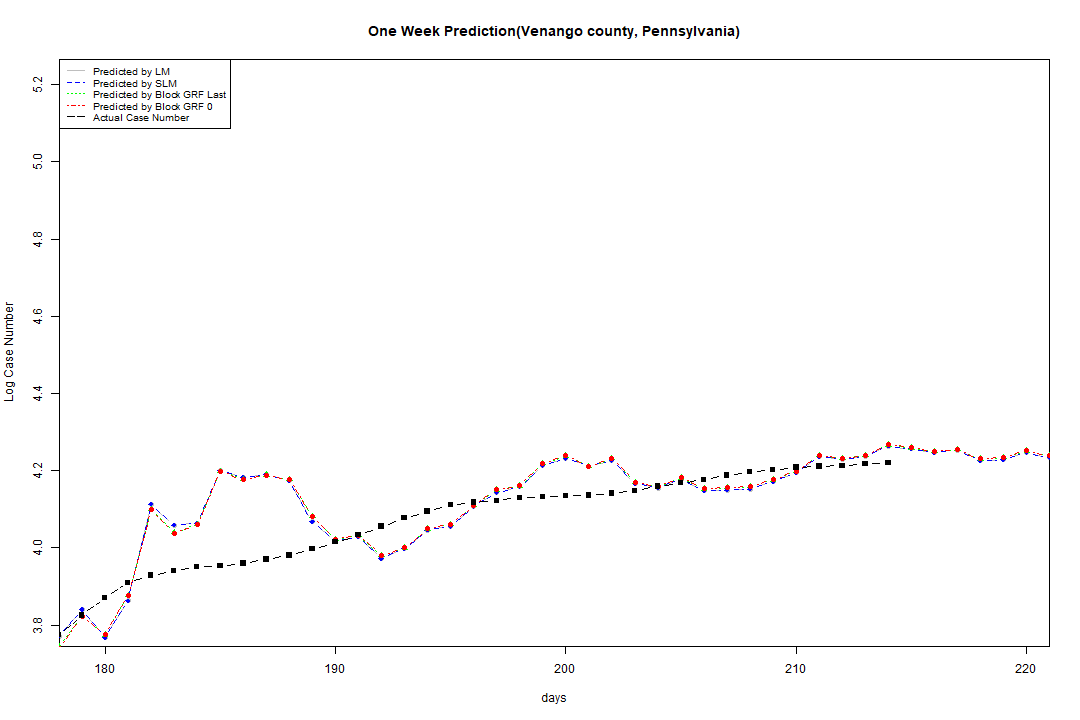 One Week Prediction(Venango county, Pennsylvania)
Predicted by LM
Predicted by SLM
Predicted by Block GRF Last
Predicted by Block GRF 0
Actual Case Number
5.2
5.0
4.8
4.6
4.4
4.2
4.0
3.8
Log Case Number
180
190
200
210
220
days